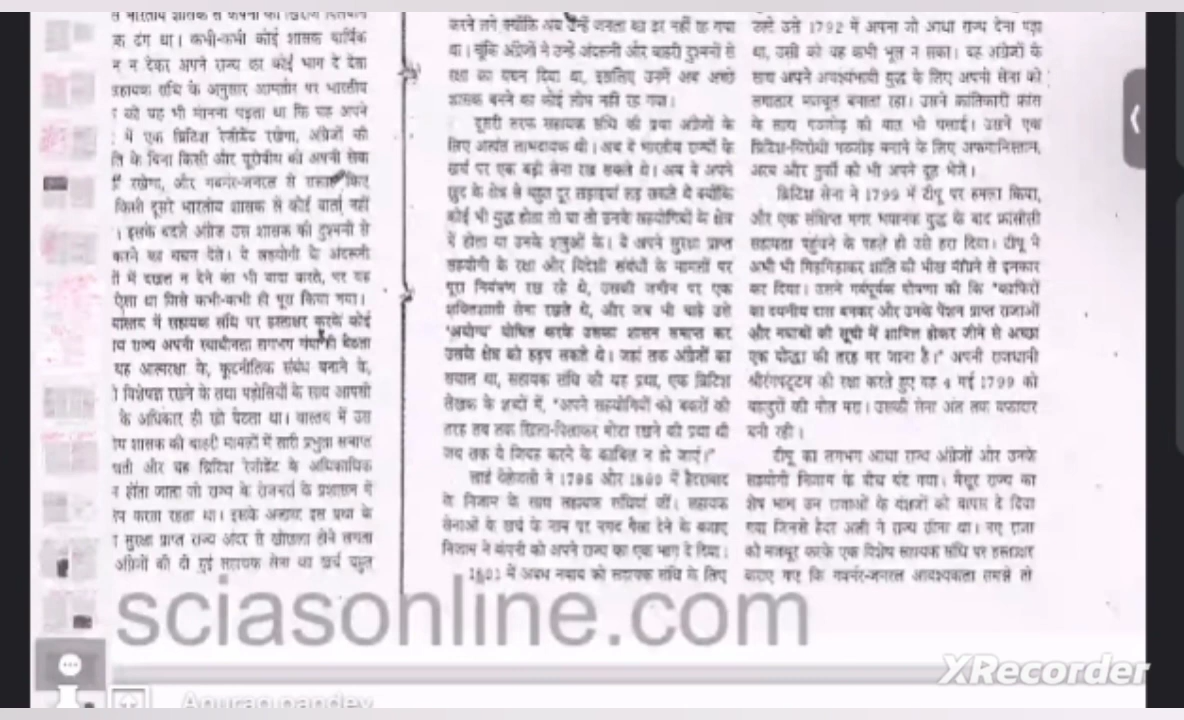 क ढंग था। कभी-कभी कोई शासक वार्षिक
न न देकर अपने राज्य का कोई भाग दे देता
सहायक संधि के अनुसार आमतौर पर भारतीय
को यह भी मानना पड़ता था कि वह अपने
में एक ब्रिटिश रेजीडेंट रखेगा, अंग्रेजों की
ति के बिना किसी और यूरोपीय को अपनी सेवा
रखेगा, और गवर्नर-जनरल से सलाह किए
किसी दूसरे भारतीय शासक से कोई वार्ता नहीं
। इसके बदले अंग्रेज उस शासक की दुश्मनों से
करने का वचन देते। वे सहयोगी के अंदरूनी
में दखल न देने का भी वादा करते, पर यह
ऐसा था जिसे कभी-कभी ही पूरा किया गया।
वास्तव में सहायक संधि पर हस्ताक्षर करके कोई
य राज्य अपनी स्वाधीनता लगभग गंवा ही बैठता
यह आत्मरक्षा के, कूटनीतिक संबंध बनाने के,
विशेषज्ञ रखने के तथा पड़ोसियों के साथ आपसी
के अधिकार ही खो बैठता था। वास्तव में उस
य शासक की बाहरी मामलों में सारी प्रभुता समाप्त
और वह ब्रिटिश रेजीडेंट के अधिकाधिक
न होता जाता जो राज्य के रोजमर्रा के प्रशासन में
करता रहता था। इसके अलावा इस प्रथा के
सुरक्षा प्राप्त राज्य अंदर से खोखला होने लगता
अंग्रेजों की दी हुई सहायक सेना का खर्च बहुत
करने लगे क्योंकि अब उन्हें जनता का डर नहीं रह गया
था। चूंकि अंग्रेजों ने उन्हें अंदरूनी और बाहरी दुश्मनों से
रक्षा का वचन दिया था, इसलिए उनमें अब अच्छे
शासक बनने का कोई लोभ नहीं रह गया।
दूसरी तरफ सहायक संधि की प्रथा अंग्रेजों के
लिए अत्यंत लाभदायक थी। अब वे भारतीय राज्यों के
खर्च पर एक बड़ी सेना रख सकते थे। अब वे अपने
खुद के क्षेत्र से बहुत दूर लड़ाइयां लड़ सकते थे क्योंकि
कोई भी युद्ध होता तो या तो उनके सहयोगियों के क्षेत्र
में होता या उनके शत्रुओं के। वे अपने सुरक्षा प्राप्त
सहयोगी के रक्षा और विदेशी संबंधों के मामलों पर
पूरा नियंत्रण रख रहे थे, उसकी जमीन पर एक
शक्तिशाली सेना रखते थे, और जब भी चाहे उसे
'अयोग्य' घोषित करके उसका शासन समाप्त कर
उसके क्षेत्र को हड़प सकते थे। जहां तक अंग्रेजों का
सवाल था, सहायक संधि की यह प्रथा, एक ब्रिटिश
लेखक के शब्दों में, "अपने सहयोगियों को बकरों की
तरह तब तक खिला-पिलाकर मोटा रखने की प्रथा थी
जब तक वे जिबह करने के काबिल न हो जाएं।"
लार्ड वेलेजली ने 1798 और 1800 में हैदराबाद
के निजाम के साथ सहायक संधियां कीं। सहायक
सेनाओं के खर्च के नाम पर नगद पैसा देने के बजाए
निजाम ने कंपनी को अपने राज्य का एक भाग दे दिया।
1801 में अवध नवाब को सहायक संधि के लिए
उसे 1792 में अपना जो आधा राज्य देना पड़ा
था, उसी को वह कभी भूल न सका। वह अंग्रेजों के
साथ अपने अवश्यंभावी युद्ध के लिए अपनी सेना को
लगातार मजबूत बनाता रहा। उसने क्रांतिकारी फ्रांस
के साथ गठजोड़ की बात भी चलाई। उसने एक
ब्रिटिश-विरोधी गठजोड़ बनाने के लिए अफगानिस्तान,
अरब और तुर्की को भी अपने दूत भेजे।
ब्रिटिश सेना ने 1799 में टीपू पर हमला किया,
और एक संक्षिप्त मगर भयानक युद्ध के बाद फ्रांसीसी
सहायता पहुंचने के पहले ही उसे हरा दिया। टीपू ने
अभी भी गिड़गिड़ाकर शांति की भीख मांगने से इनकार
कर दिया। उसने गर्वपूर्वक घोषणा की कि "काफिरों
का दयनीय दास बनकर और उनके पेंशन प्राप्त राजाओं
और नवाबों की सूची में शामिल होकर जीने से अच्छा
एक योद्धा की तरह मर जाना है।" अपनी राजधानी
श्रीरंगपट्टनम की रक्षा करते हुए वह 4 मई 1799 को
बहादुरों की मौत मरा। उसकी सेना अंत तक वफादार
बनी रही।
टीपू का लगभग आधा राज्य अंग्रेजों और उनके
सहयोगी निजाम के बीच बंट गया। मैसूर राज्य का
शेष भाग उन राजाओं के वंशजों को वापस दे दिया
गया जिनसे हैदर अली ने राज्य छीना था। नए राजा
को मजबूर करके एक विशेष सहायक संधि पर हस्ताक्षर
कराए गए कि गवर्नर-जनरल आवश्यकता समझे तो
sciasonline.com
XRecorder
Anurag pandey